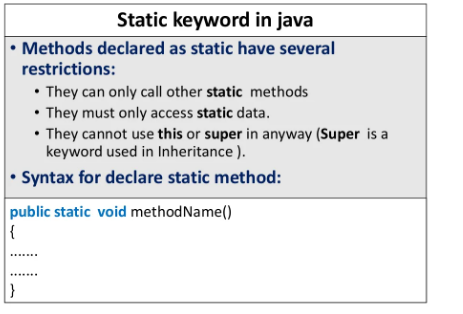 Static keyword in java
• Methods declared as static have several
restrictions:
• They can only call other static methods
• They must only access static data.
• They cannot use this or super in anyway (Super is a
keyword used in Inheritance ).
• Syntax for declare static method:
public static void methodName()
{
.......
.......
}